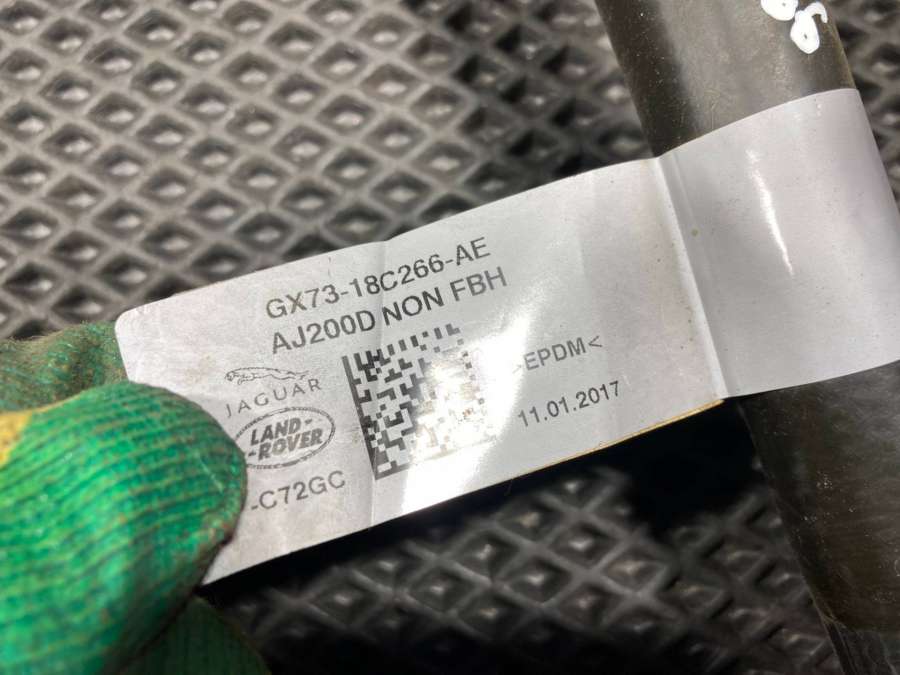 GX73-18C266-AE
AJ200D NON FBH
JAGUAR
LAND-
-ROVER
-C72GC
>EPDM<
11.01.2017